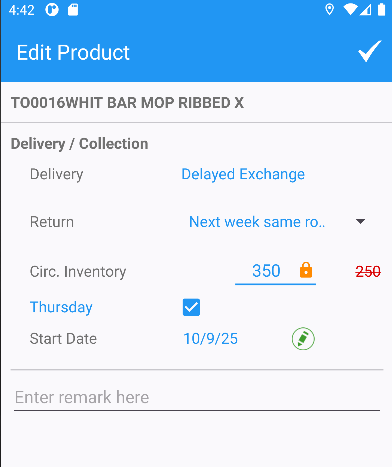 4:42
Edit Product
TO0016WHIT BAR MOP RIBBED X
Delivery / Collection
Delivery Delayed Exchange
Return Next week same ro..
Circ. Inventory 350 250
Thursday
Start Date 10/9/25
Enter remark here